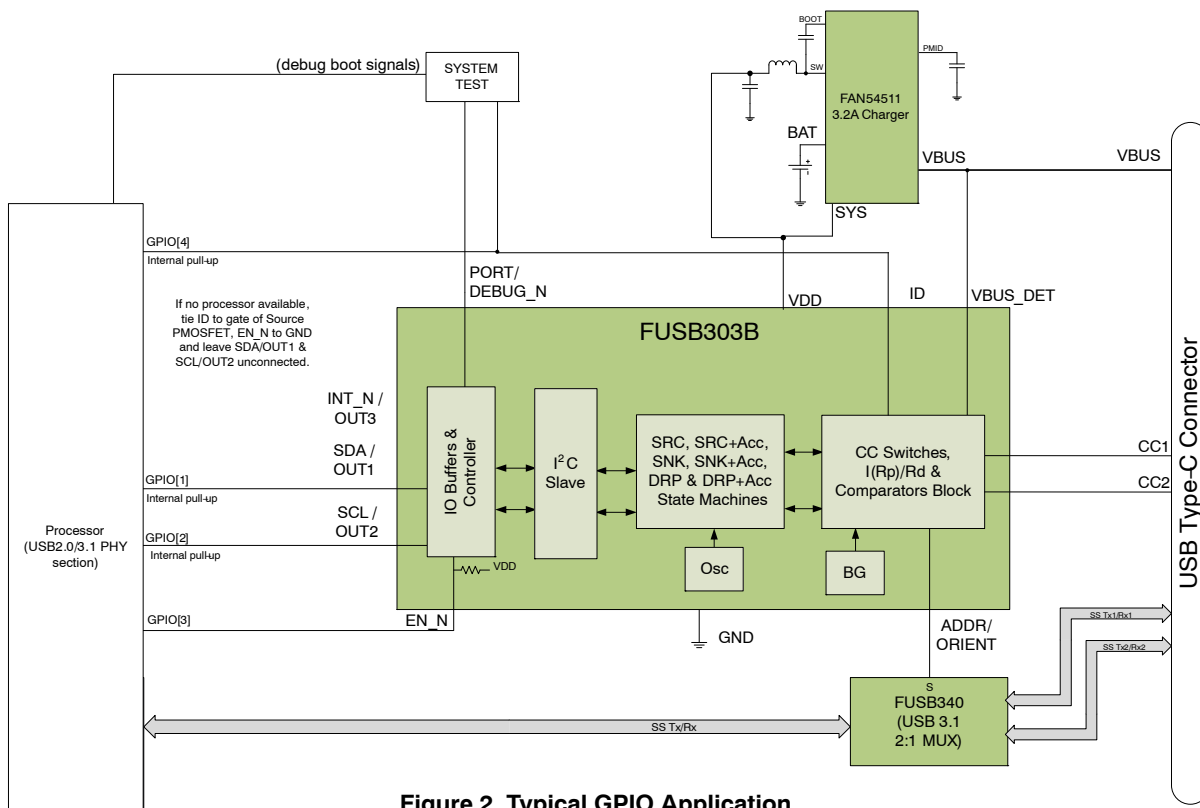 BOOT
PMID
SW
FAN54511
3.2A Charger
(debug boot signals)
SYSTEM
TEST
BAT
+
-
VBUS
VBUS
SYS
GPIO[4]
Internal pull-up
PORT/
DEBUG_N
VDD
ID
VBUS_DET
If no processor available,
tie ID to gate of Source
PMOSFET, EN_N to GND
and leave SDA/OUT1 &
SCL/OUT2 unconnected.
FUSB303B
INT_N /
OUT3
SDA /
OUT1
GPIO[1]
Internal pull-up
SCL /
OUT2
GPIO[2]
Internal pull-up
IO Buffers &
Controller
I2C
Slave
SRC, SRC+Acc,
SNK, SNK+Acc,
DRP & DRP+Acc
State Machines
CC Switches,
I(Rp)/Rd &
Comparators Block
CC1
CC2
USB Type-C Connector
Processor
(USB2.0/3.1 PHY
section)
VDD
Osc
BG
GPIO[3]
EN_N
GND
ADDR/
ORIENT
SS Tx1/Rx1
SS Tx2/Rx2
S
FUSB340
(USB 3.1
2:1 MUX)
SS Tx/Rx
Figure 2. Typical GPIO Application